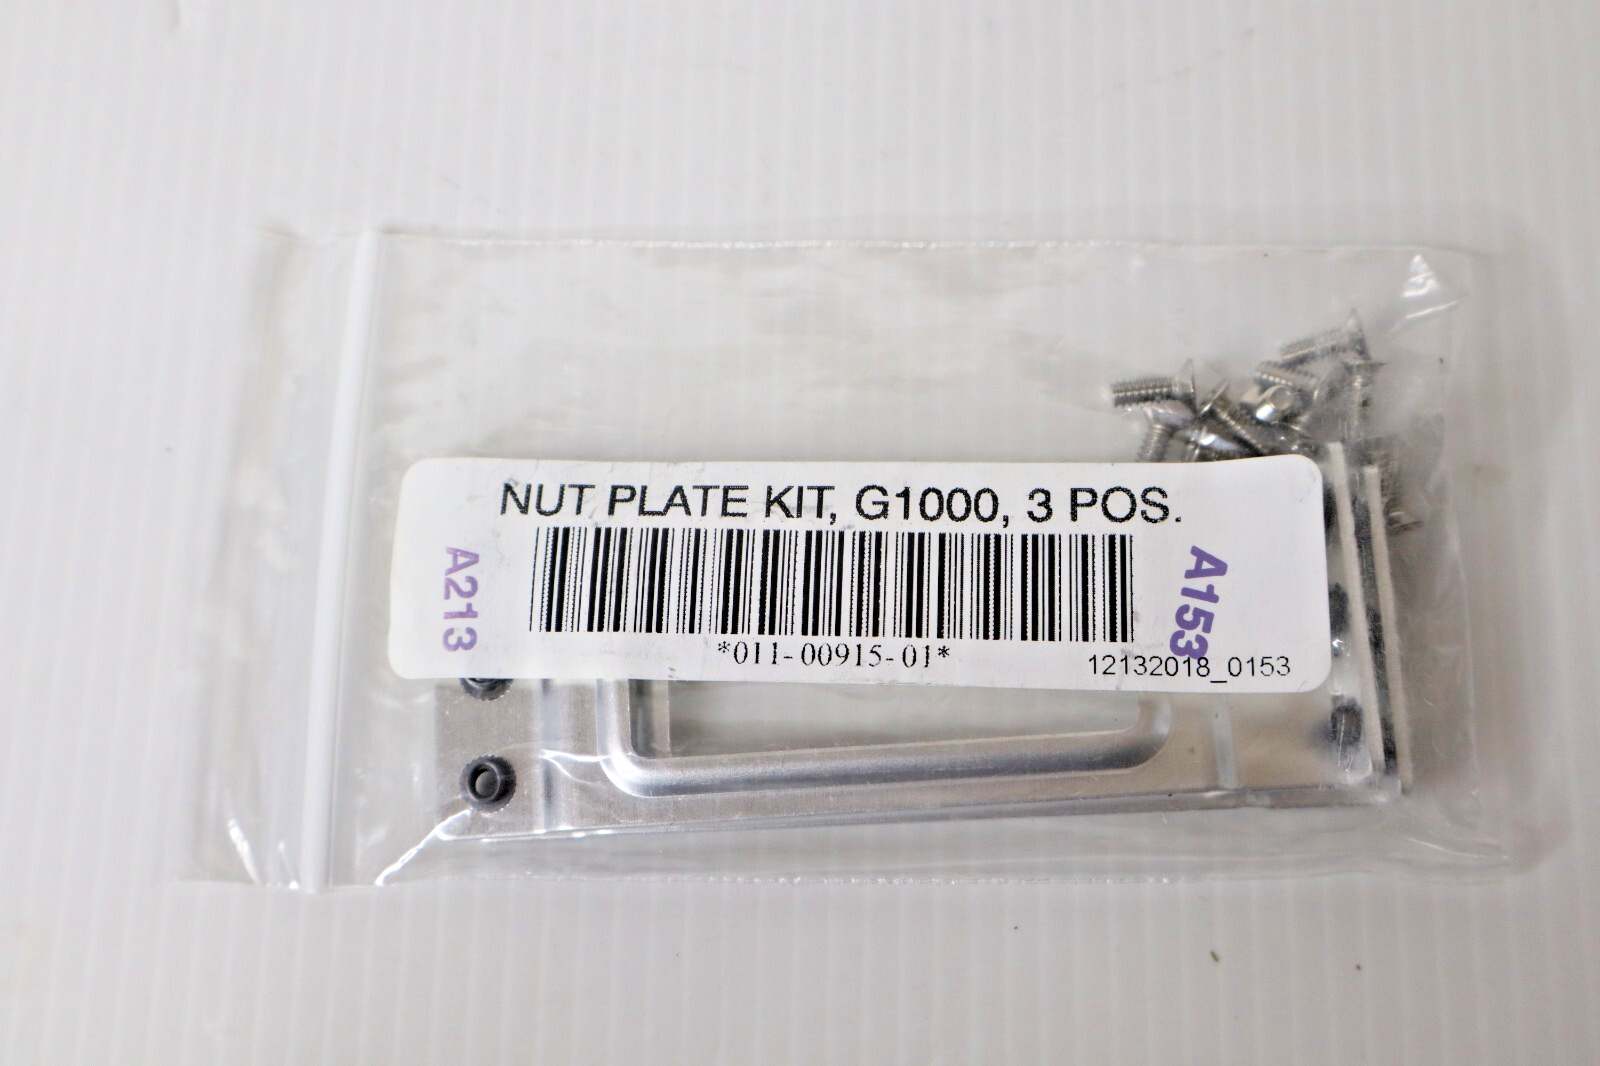 NUT PLATE KIT, G1000, 3 POS.
A213
A153
*011-00915-01*
12132018_0153